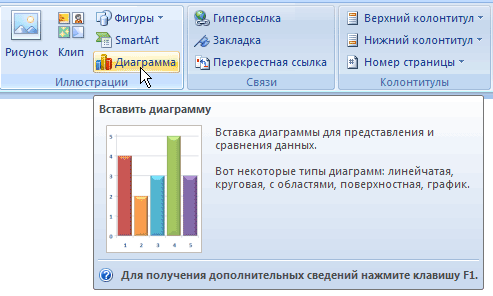 Рисунок
Клип
Фигуры
SmartArt
Диаграмма
Иллюстрации
Гиперссылка
Закладка
Перекрестная ссылка
Связи
Верхний колонтитул
Нижний колонтитул
Номер страницы
Колонтитулы
Вставить диаграмму
5
4
3
2
1
0
1 2 3 4 5
Вставка диаграммы для представления и
сравнения данных.
Вот некоторые типы диаграмм: линейчатая,
круговая, с областями, поверхностная, график.
Для получения дополнительных сведений нажмите клавишу F1.